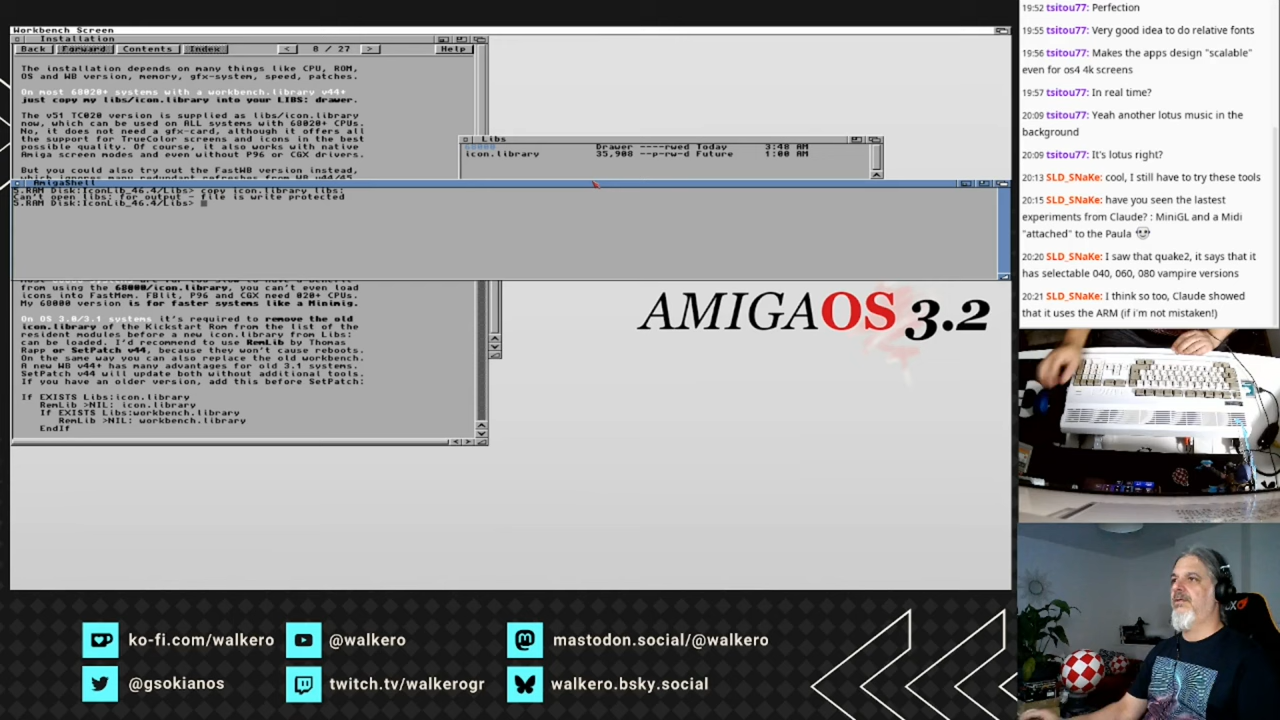 Workbench Screen
Installation
Back Forward Contents Index < 8 / 27 > Help
The installation depends on many things like CPU, ROM,
OS and WB version, memory, gfx-system, speed, patches.
On most 68020+ systems with a workbench.library v44+
just copy my libs/icon.library into your LIBS: drawer.
The v51 TC020 version is supplied as libs/icon.library
now, which can be used on ALL systems with 68020+ CPUs.
No, it does not need a gfx-card, although it offers all
the support for TrueColor screens and icons in the best
possible quality. Of course, it also works with native
Amiga screen modes and even without P96 or CGX drivers.
But you could also try out the FastWB version instead,
Libs
68000 Drawer ----rwed Today 3:48 AM
icon.library 35,908 --p-rw-d Future 1:00 AM
AmigaShell
5.RAM Disk:IconLib_46.4/Libs> copy icon.library libs:
Can't open libs: for output - file is write protected
5.RAM Disk:IconLib_46.4/Libs>
from using the 68000/icon.library, you can't even load
icons into FastMem. FBlit, P96 and CGX need 020+ CPUs.
My 68000 version is for faster systems like a Minimig.
On OS 3.0/3.1 systems it's required to remove the old
icon.library of the Kickstart Rom from the list of the
resident modules before a new icon.library from Libs:
can be loaded. I'd recommend to use RemLib by Thomas
Rapp or SetPatch v44, because they won't cause reboots.
On the same way you can also replace the old workbench.
A new WB v44+ has many advantages for old 3.1 systems.
SetPatch v44 will update both without additional tools.
If you have an older version, add this before SetPatch:
If EXISTS Libs:icon.library
RemLib >NIL: icon.library
If EXISTS Libs:workbench.library
RemLib >NIL: workbench.library
EndIf
AMIGAOS 3.2
19:52 tsitou77: Perfection
19:55 tsitou77: Very good idea to do relative fonts
19:56 tsitou77: Makes the apps design "scalable"
even for os4 4k screens
19:57 tsitou77: In real time?
20:09 tsitou77: Yeah another lotus music in the
background
20:09 tsitou77: It's lotus right?
20:13 SLD_SNaKe: cool, I still have to try these tools
20:15 SLD_SNaKe: have you seen the lastest
experiments from Claude? : MiniGL and a Midi
"attached" to the Paula
20:20 SLD_SNaKe: I saw that quake2, it says that it
has selectable 040, 060, 080 vampire versions
20:21 SLD_SNaKe: I think so too, Claude showed
that it uses the ARM (if i'm not mistaken!)
ko-fi.com/walkero
@walkero
mastodon.social/@walkero
@gsokianos
twitch.tv/walkerogr
walkero.bsky.social